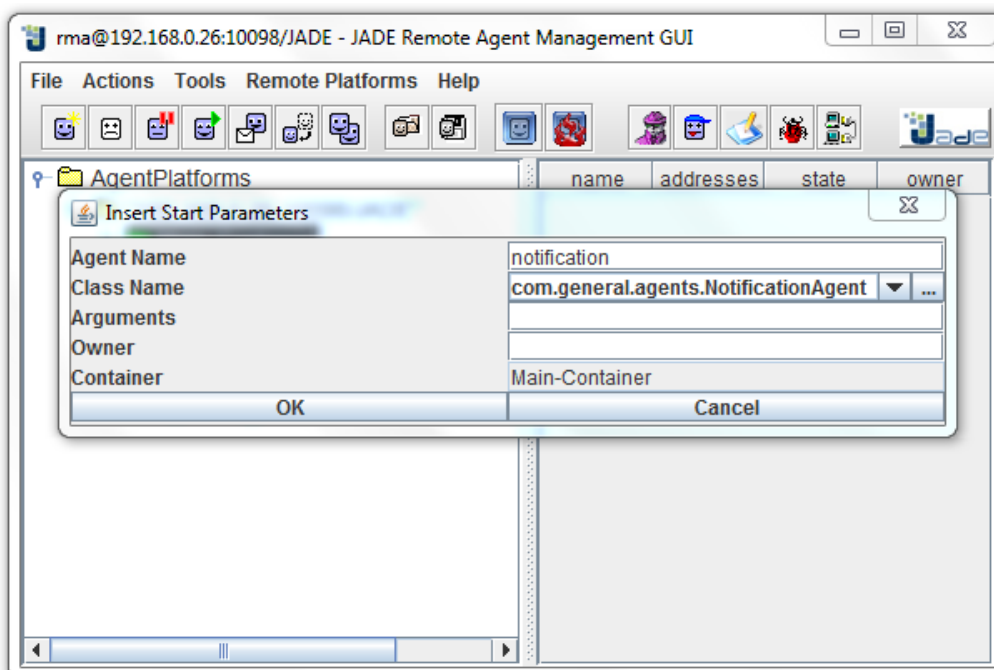 rma@192.168.0.26:10098/JADE - JADE Remote Agent Management GUI
File Actions Tools Remote Platforms Help
Jade
AgentPlatforms
name addresses state owner
Insert Start Parameters
Agent Name notification
Class Name com.general.agents.NotificationAgent ...
Arguments
Owner
Container Main-Container
OK Cancel